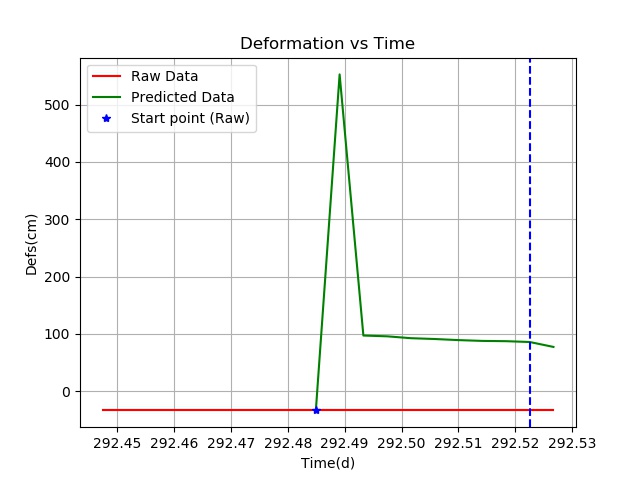 Deformation vs Time
Raw Data
Predicted Data
Start point (Raw)
500
400
300
200
100
0
Defs(cm)
292.45 292.46 292.47 292.48 292.49 292.50 292.51 292.52 292.53
Time(d)